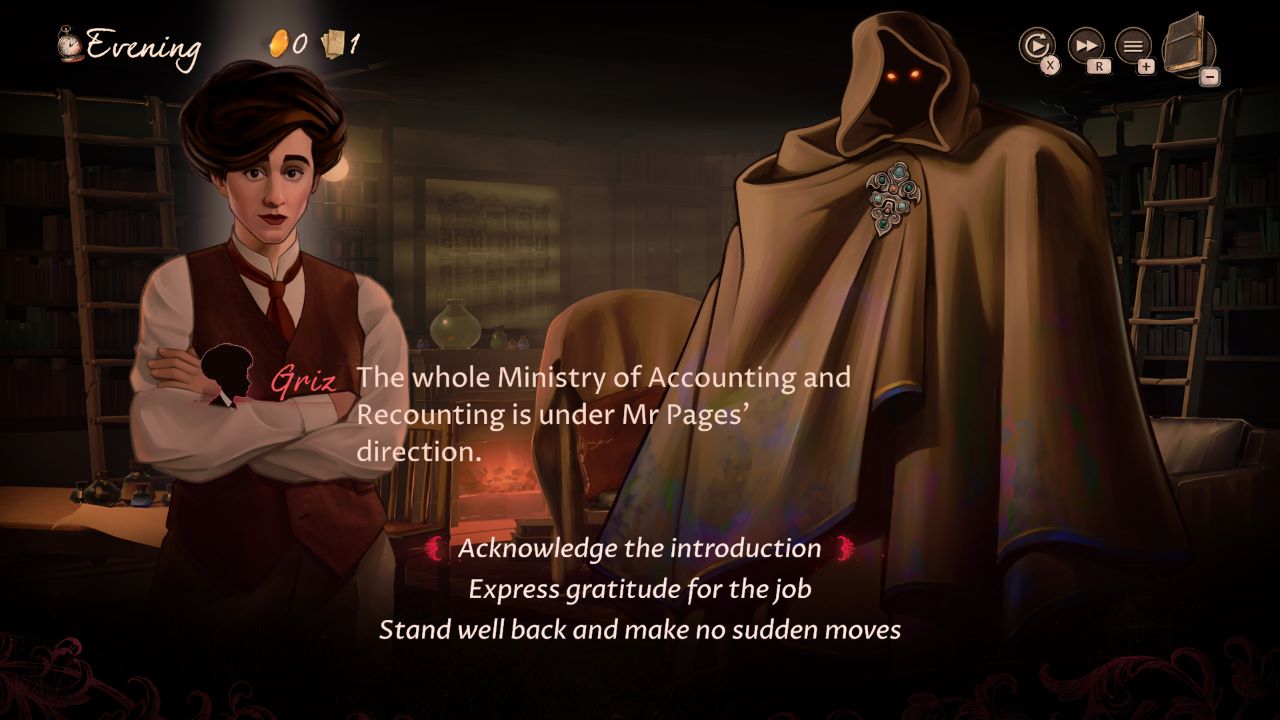 Evening
0
1
X
R
+
−
Griz
The whole Ministry of Accounting and
Recounting is under Mr Pages’
direction.
Acknowledge the introduction
Express gratitude for the job
Stand well back and make no sudden moves